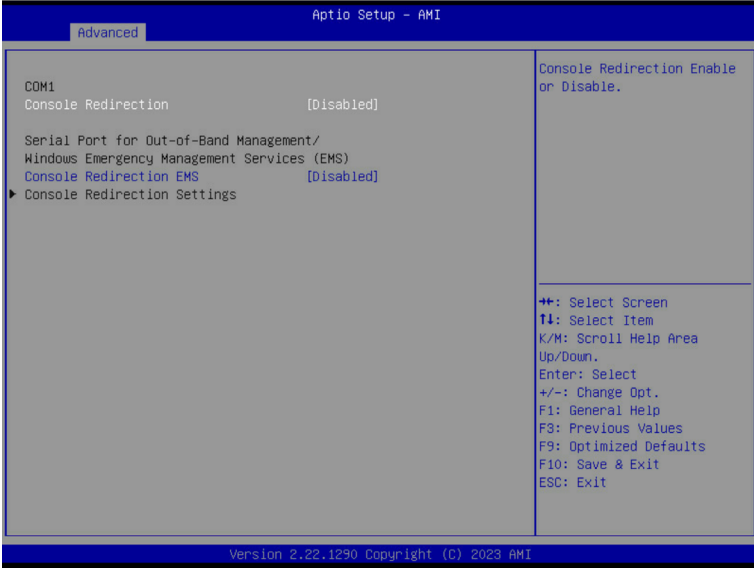 Aptio Setup - AMI
Advanced
COM1
Console Redirection [Disabled]
Serial Port for Out-of-Band Management/
Windows Emergency Management Services (EMS)
Console Redirection EMS [Disabled]
Console Redirection Settings
Console Redirection Enable
or Disable.
→←: Select Screen
↑↓: Select Item
K/M: Scroll Help Area
Up/Down.
Enter: Select
+/-: Change Opt.
F1: General Help
F3: Previous Values
F9: Optimized Defaults
F10: Save & Exit
ESC: Exit
Version 2.22.1290 Copyright (C) 2023 AMI